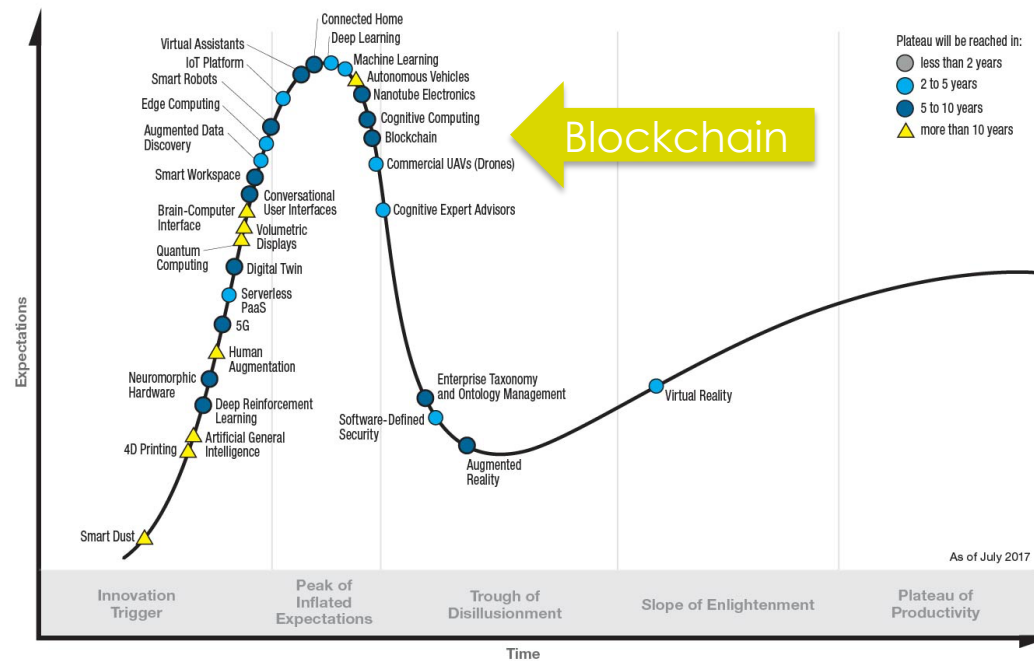 Connected Home
Deep Learning
Virtual Assistants
IoT Platform
Machine Learning
Smart Robots
Autonomous Vehicles
Nanotube Electronics
Edge Computing
Cognitive Computing
Augmented Data
Discovery
Blockchain
Blockchain
Commercial UAVs (Drones)
Smart Workspace
Conversational
User Interfaces
Cognitive Expert Advisors
Brain-Computer
Interface
Volumetric
Displays
Quantum
Computing
Digital Twin
Serverless
PaaS
5G
Human
Augmentation
Neuromorphic
Hardware
Deep Reinforcement
Learning
Artificial General
Intelligence
4D Printing
Smart Dust
Enterprise Taxonomy
and Ontology Management
Software-Defined
Security
Augmented
Reality
Virtual Reality
Plateau will be reached in:
less than 2 years
2 to 5 years
5 to 10 years
more than 10 years
As of July 2017
Expectations
Innovation
Trigger
Peak of
Inflated
Expectations
Trough of
Disillusionment
Slope of Enlightenment
Plateau of
Productivity
Time